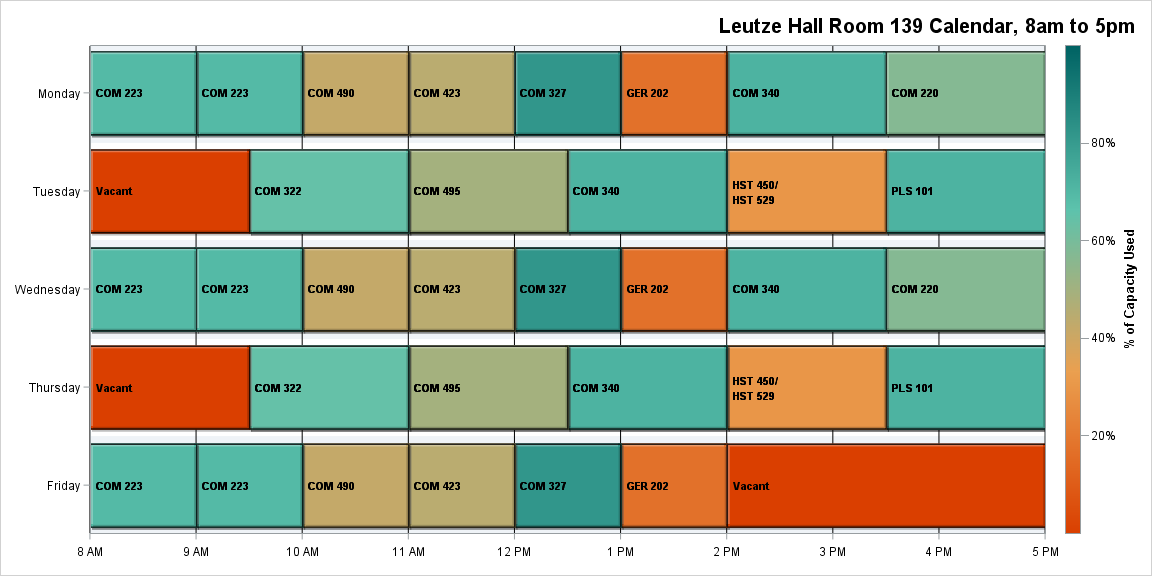 Leutze Hall Room 139 Calendar, 8am to 5pm
Monday
COM 223
COM 223
COM 490
COM 423
COM 327
GER 202
COM 340
COM 220
Tuesday
Vacant
COM 322
COM 495
COM 340
HST 450/
HST 529
PLS 101
Wednesday
COM 223
COM 223
COM 490
COM 423
COM 327
GER 202
COM 340
COM 220
Thursday
Vacant
COM 322
COM 495
COM 340
HST 450/
HST 529
PLS 101
Friday
COM 223
COM 223
COM 490
COM 423
COM 327
GER 202
Vacant
8 AM
9 AM
10 AM
11 AM
12 PM
1 PM
2 PM
3 PM
4 PM
5 PM
80%
60%
40%
20%
% of Capacity Used